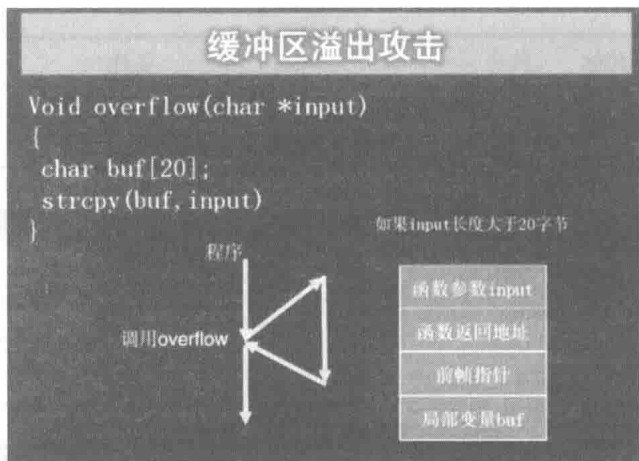 缓冲区溢出攻击
Void overflow(char *input)
{
char buf[20];
strcpy(buf,input)
}
如果input长度大于20字节
程序
调用overflow
函数参数input
函数返回地址
前帧指针
局部变量buf